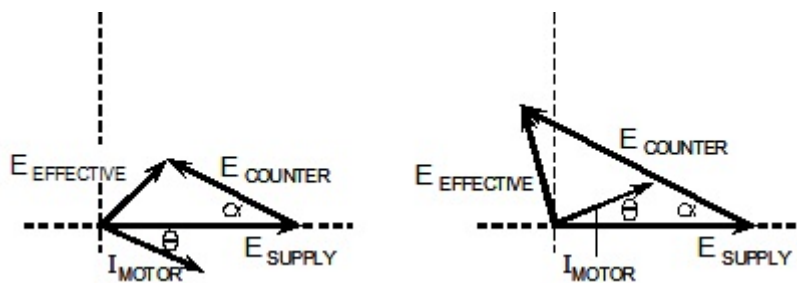 E EFFECTIVE
E COUNTER
α
θ
E SUPPLY
I MOTOR
E COUNTER
E EFFECTIVE
θ
α
E SUPPLY
I MOTOR